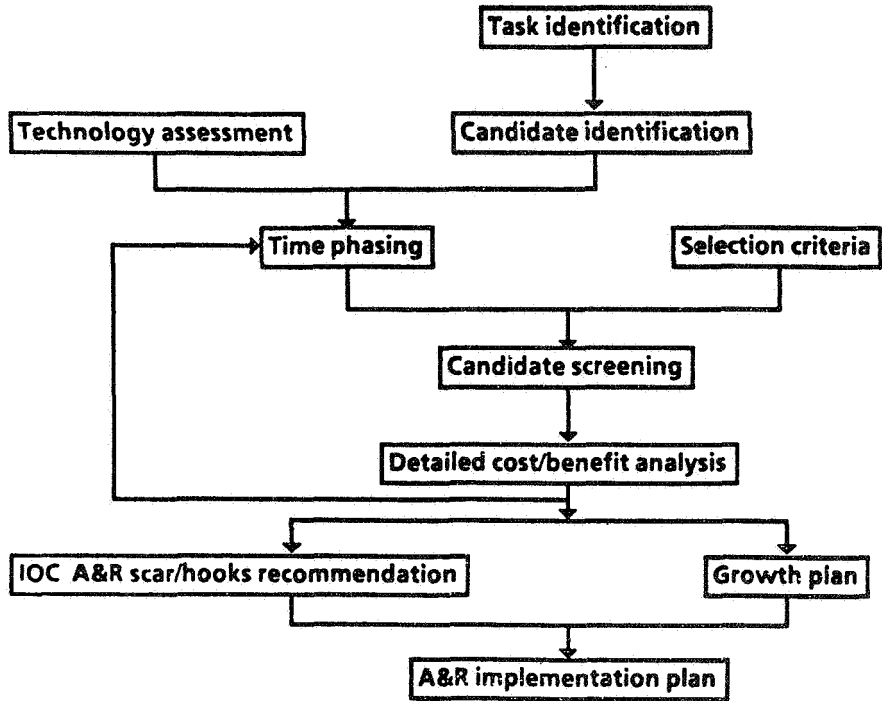 Task identification
Technology assessment
Candidate identification
Time phasing
Selection criteria
Candidate screening
Detailed cost/benefit analysis
IOC A&R scar/hooks recommendation
Growth plan
A&R implementation plan